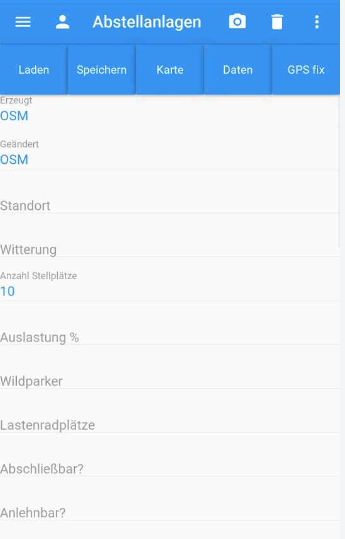 Abstellanlagen
Laden Speichern Karte Daten GPS fix
Erzeugt
OSM
Geändert
OSM
Standort
Witterung
Anzahl Stellplätze
10
Auslastung %
Wildparker
Lastenradplätze
Abschließbar?
Anlehnbar?